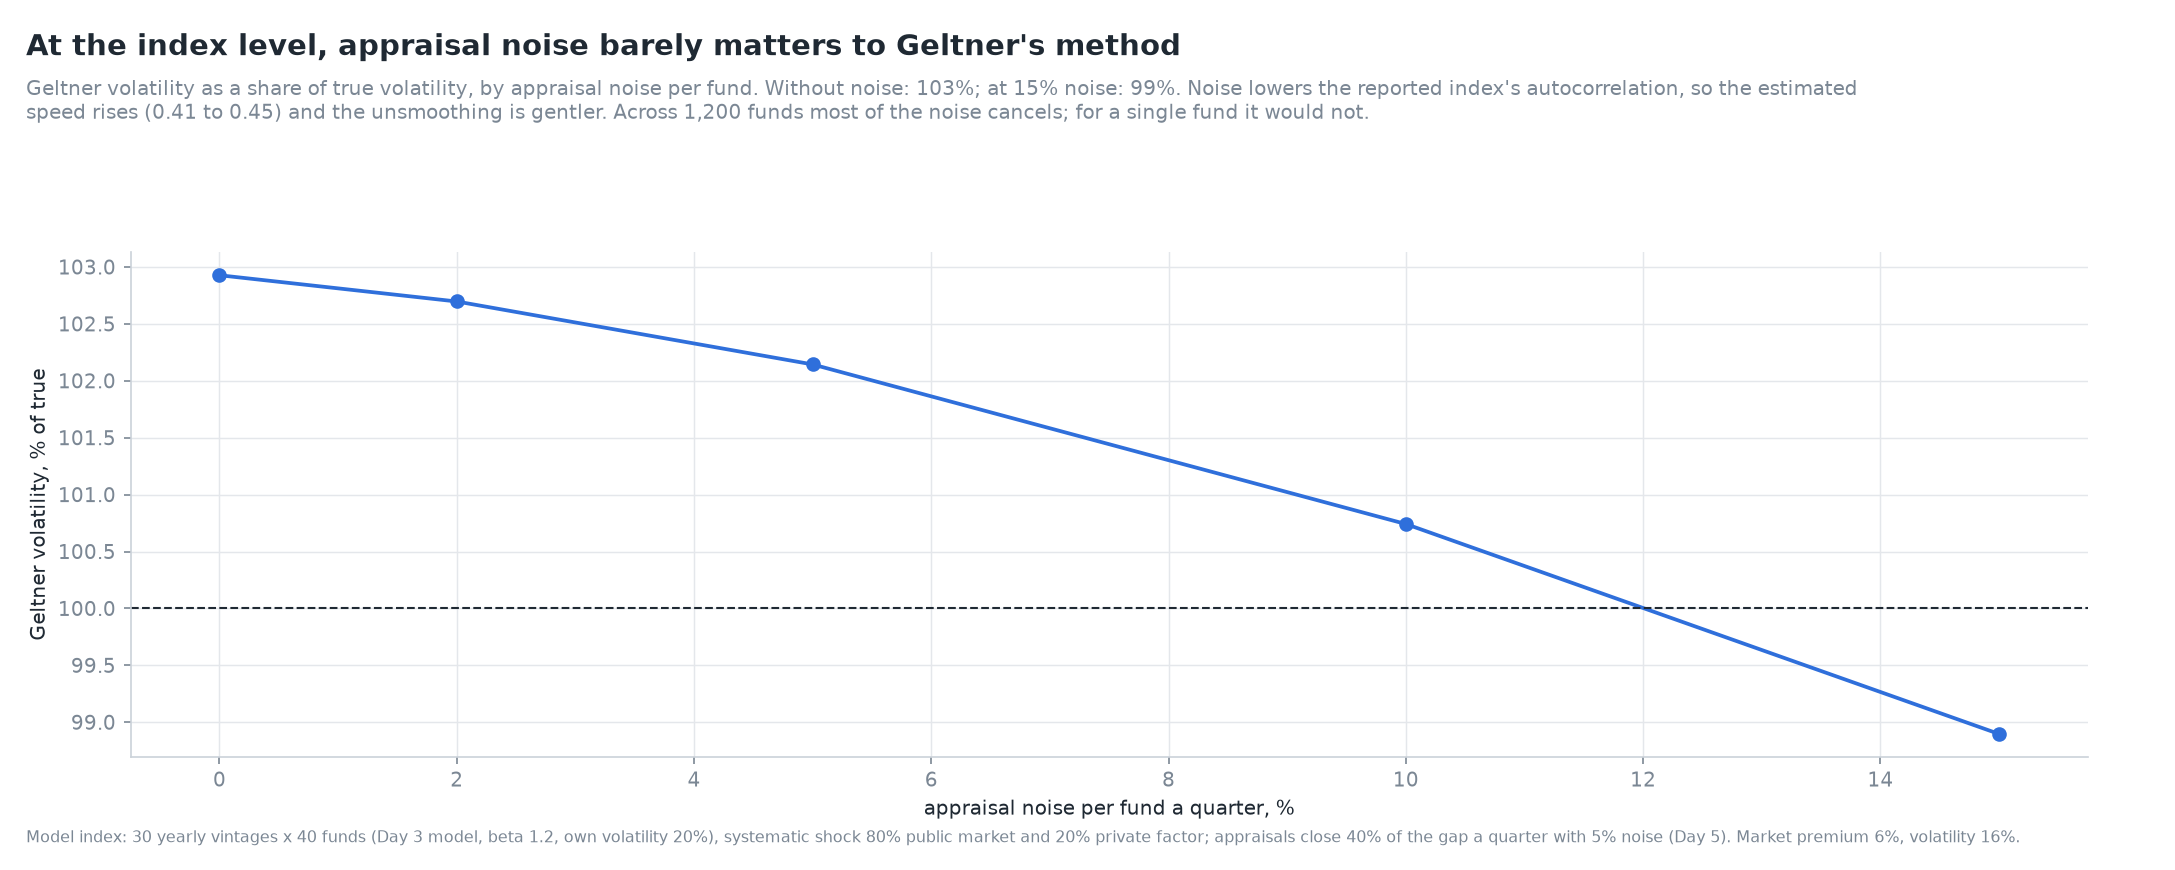 At the index level, appraisal noise barely matters to Geltner's method
Geltner volatility as a share of true volatility, by appraisal noise per fund. Without noise: 103%; at 15% noise: 99%. Noise lowers the reported index's autocorrelation, so the estimated
speed rises (0.41 to 0.45) and the unsmoothing is gentler. Across 1,200 funds most of the noise cancels; for a single fund it would not.
Geltner volatility, % of true
103.0
102.5
102.0
101.5
101.0
100.5
100.0
99.5
99.0
0 2 4 6 8 10 12 14
appraisal noise per fund a quarter, %
Model index: 30 yearly vintages x 40 funds (Day 3 model, beta 1.2, own volatility 20%), systematic shock 80% public market and 20% private factor; appraisals close 40% of the gap a quarter with 5% noise (Day 5). Market premium 6%, volatility 16%.